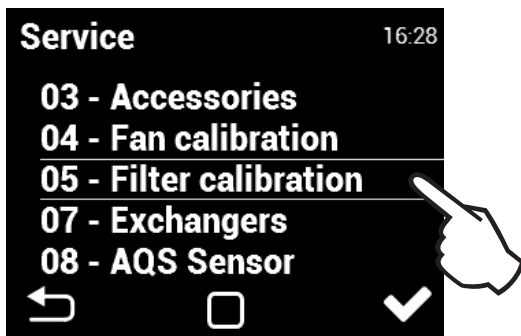 Service 16:28
03 - Accessories
04 - Fan calibration
05 - Filter calibration
07 - Exchangers
08 - AQS Sensor